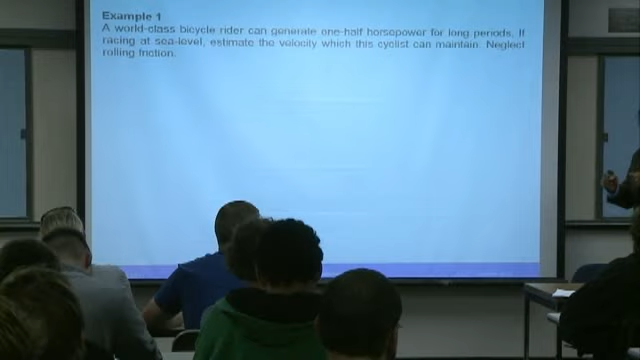 Example 1
A world-class bicycle rider can generate one-half horsepower for long periods. If
racing at sea-level, estimate the velocity which this cyclist can maintain. Neglect
rolling friction.